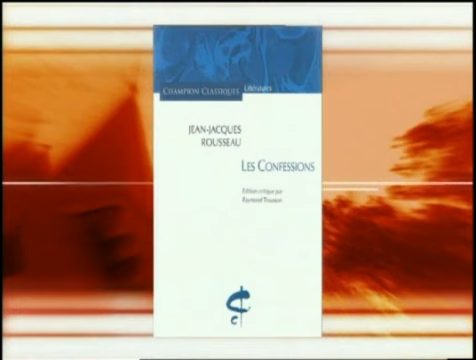 CHAMPION CLASSIQUES Littératures
JEAN-JACQUES
ROUSSEAU
LES CONFESSIONS
Édition critique par
Raymond Trousson